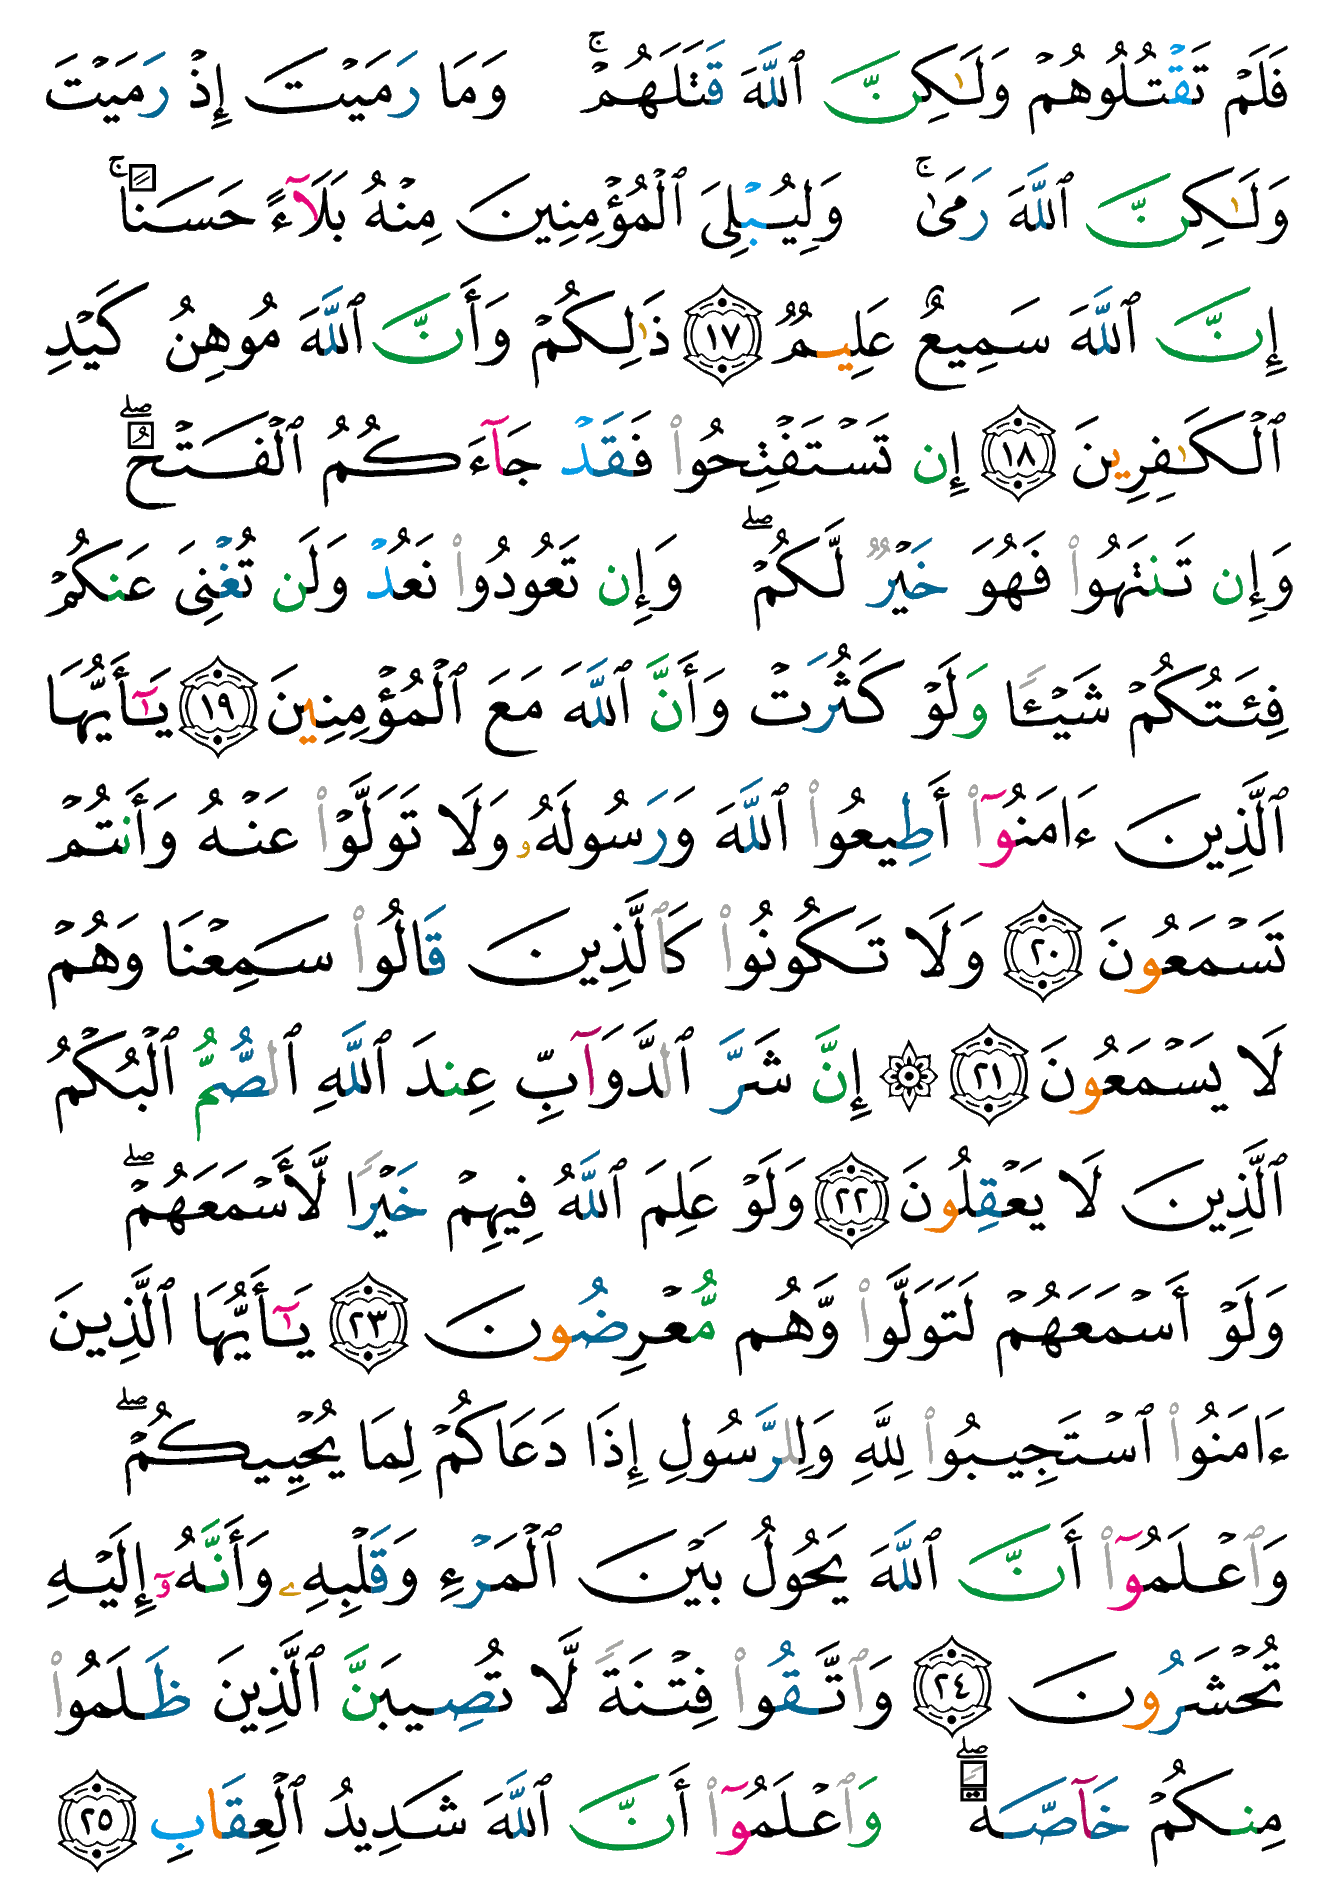 فَلَمْ تَقْتُلُوهُمْ وَلَـٰكِنَّ ٱللَّهَ قَتَلَهُمْ ۚ وَمَا رَمَيْتَ إِذْ رَمَيْتَ
وَلَـٰكِنَّ ٱللَّهَ رَمَىٰ ۚ وَلِيُبْلِىَ ٱلْمُؤْمِنِينَ مِنْهُ بَلَآءً حَسَنًا ۚ
إِنَّ ٱللَّهَ سَمِيعٌ عَلِيمٌ ١٧ ذَٰلِكُمْ وَأَنَّ ٱللَّهَ مُوهِنُ كَيْدِ
ٱلْكَـٰفِرِينَ ١٨ إِن تَسْتَفْتِحُوا۟ فَقَدْ جَآءَكُمُ ٱلْفَتْحُ ۖ
وَإِن تَنتَهُوا۟ فَهُوَ خَيْرٌ لَّكُمْ ۖ وَإِن تَعُودُوا۟ نَعُدْ وَلَن تُغْنِىَ عَنكُمْ
فِئَتُكُمْ شَيْـًٔا وَلَوْ كَثُرَتْ وَأَنَّ ٱللَّهَ مَعَ ٱلْمُؤْمِنِينَ ١٩ يَـٰٓأَيُّهَا
ٱلَّذِينَ ءَامَنُوٓا۟ أَطِيعُوا۟ ٱللَّهَ وَرَسُولَهُۥ وَلَا تَوَلَّوْا۟ عَنْهُ وَأَنتُمْ
تَسْمَعُونَ ٢٠ وَلَا تَكُونُوا۟ كَٱلَّذِينَ قَالُوا۟ سَمِعْنَا وَهُمْ
لَا يَسْمَعُونَ ٢١ ۞ إِنَّ شَرَّ ٱلدَّوَآبِّ عِندَ ٱللَّهِ ٱلصُّمُّ ٱلْبُكْمُ
ٱلَّذِينَ لَا يَعْقِلُونَ ٢٢ وَلَوْ عَلِمَ ٱللَّهُ فِيهِمْ خَيْرًا لَّأَسْمَعَهُمْ ۖ
وَلَوْ أَسْمَعَهُمْ لَتَوَلَّوا۟ وَّهُم مُّعْرِضُونَ ٢٣ يَـٰٓأَيُّهَا ٱلَّذِينَ
ءَامَنُوا۟ ٱسْتَجِيبُوا۟ لِلَّهِ وَلِلرَّسُولِ إِذَا دَعَاكُمْ لِمَا يُحْيِيكُمْ ۖ
وَٱعْلَمُوٓا۟ أَنَّ ٱللَّهَ يَحُولُ بَيْنَ ٱلْمَرْءِ وَقَلْبِهِۦ وَأَنَّهُۥٓ إِلَيْهِ
تُحْشَرُونَ ٢٤ وَٱتَّقُوا۟ فِتْنَةً لَّا تُصِيبَنَّ ٱلَّذِينَ ظَلَمُوا۟
مِنكُمْ خَآصَّةً ۖ وَٱعْلَمُوٓا۟ أَنَّ ٱللَّهَ شَدِيدُ ٱلْعِقَابِ ٢٥